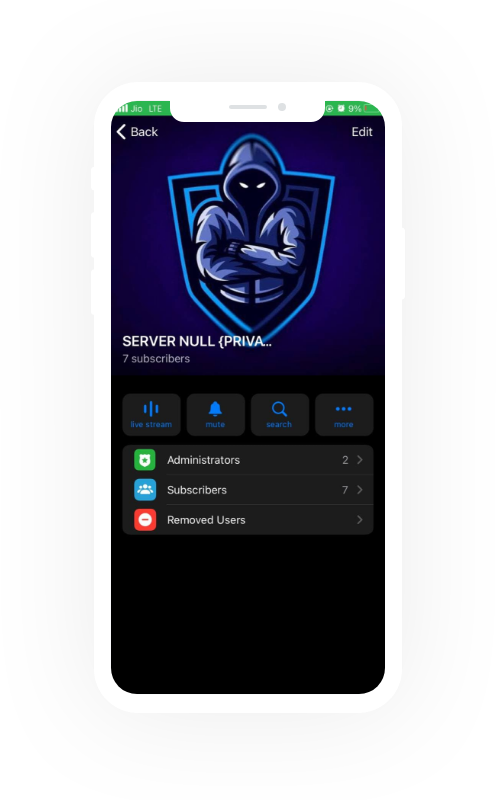 Jio LTE 9%
Back Edit
SERVER NULL {PRIVA...
7 subscribers
live stream mute search more
Administrators 2
Subscribers 7
Removed Users